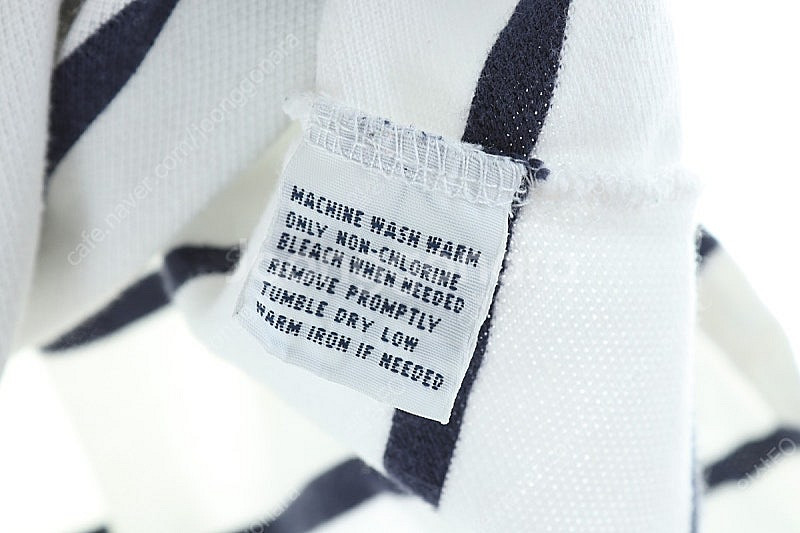 MACHINE WASH WARM
ONLY NON-CHLORINE
BLEACH WHEN NEEDED
REMOVE PROMPTLY
TUMBLE DRY LOW
WARM IRON IF NEEDED